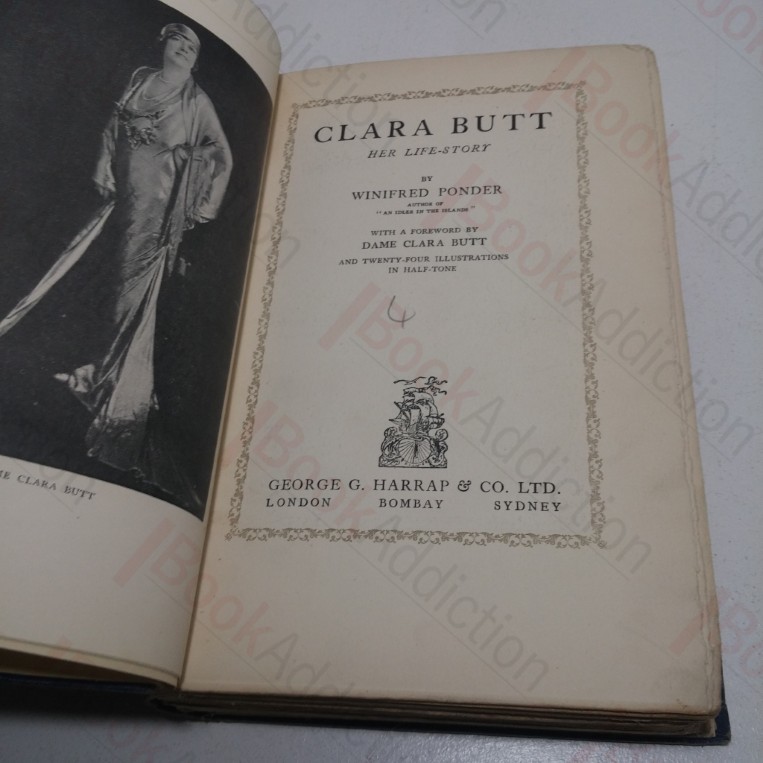 CLARA BUTT
HER LIFE-STORY
BY
WINIFRED PONDER
AUTHOR OF
"AN IDLER IN THE ISLANDS"
WITH A FOREWORD BY
DAME CLARA BUTT
AND TWENTY-FOUR ILLUSTRATIONS
IN HALF-TONE
4
GEORGE G. HARRAP & CO. LTD.
LONDON BOMBAY SYDNEY
ME CLARA BUTT
BookAddiction